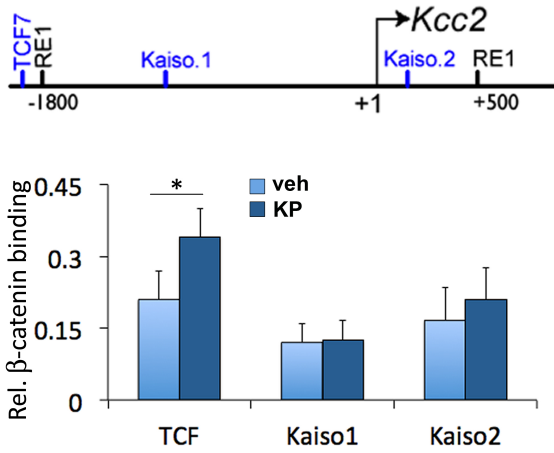 TCF7
RE1
Kaiso.1
Kcc2
Kaiso.2
RE1
-1800
+1
+500
Rel. β-catenin binding
0.45
0.3
0.15
0
*
veh
KP
TCF
Kaiso1
Kaiso2